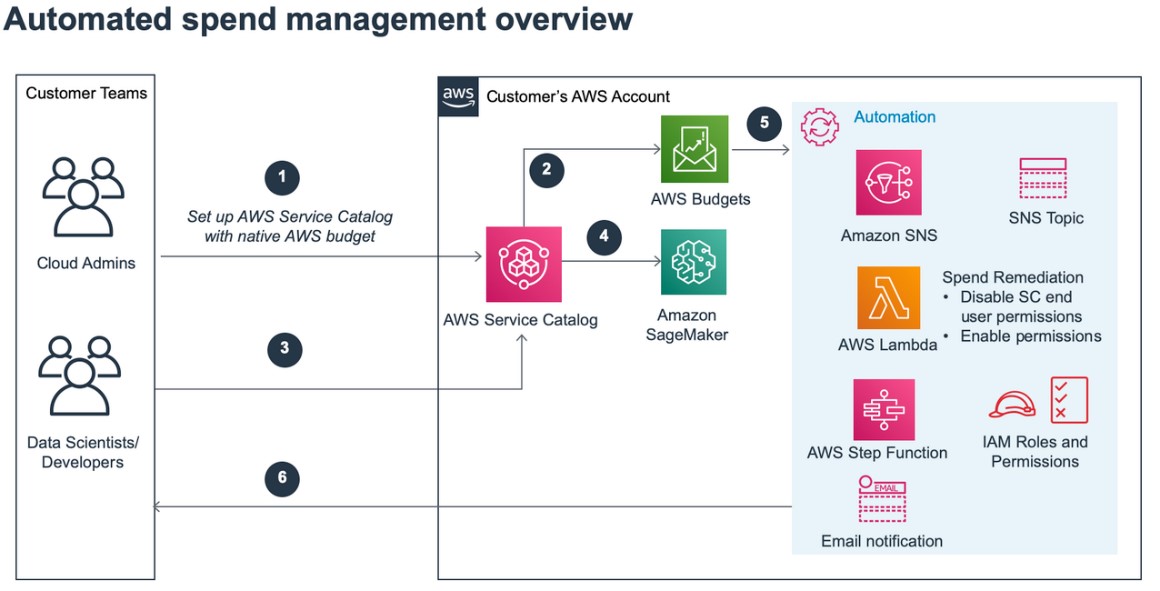 Automated spend management overview
Customer Teams
Cloud Admins
Data Scientists/
Developers
1
Set up AWS Service Catalog
with native AWS budget
3
6
aws
Customer's AWS Account
2
AWS Service Catalog
AWS Budgets
4
Amazon
SageMaker
5
Automation
Amazon SNS
SNS Topic
AWS Lambda
Spend Remediation
• Disable SC end
user permissions
• Enable permissions
AWS Step Function
IAM Roles and
Permissions
EMAIL
Email notification